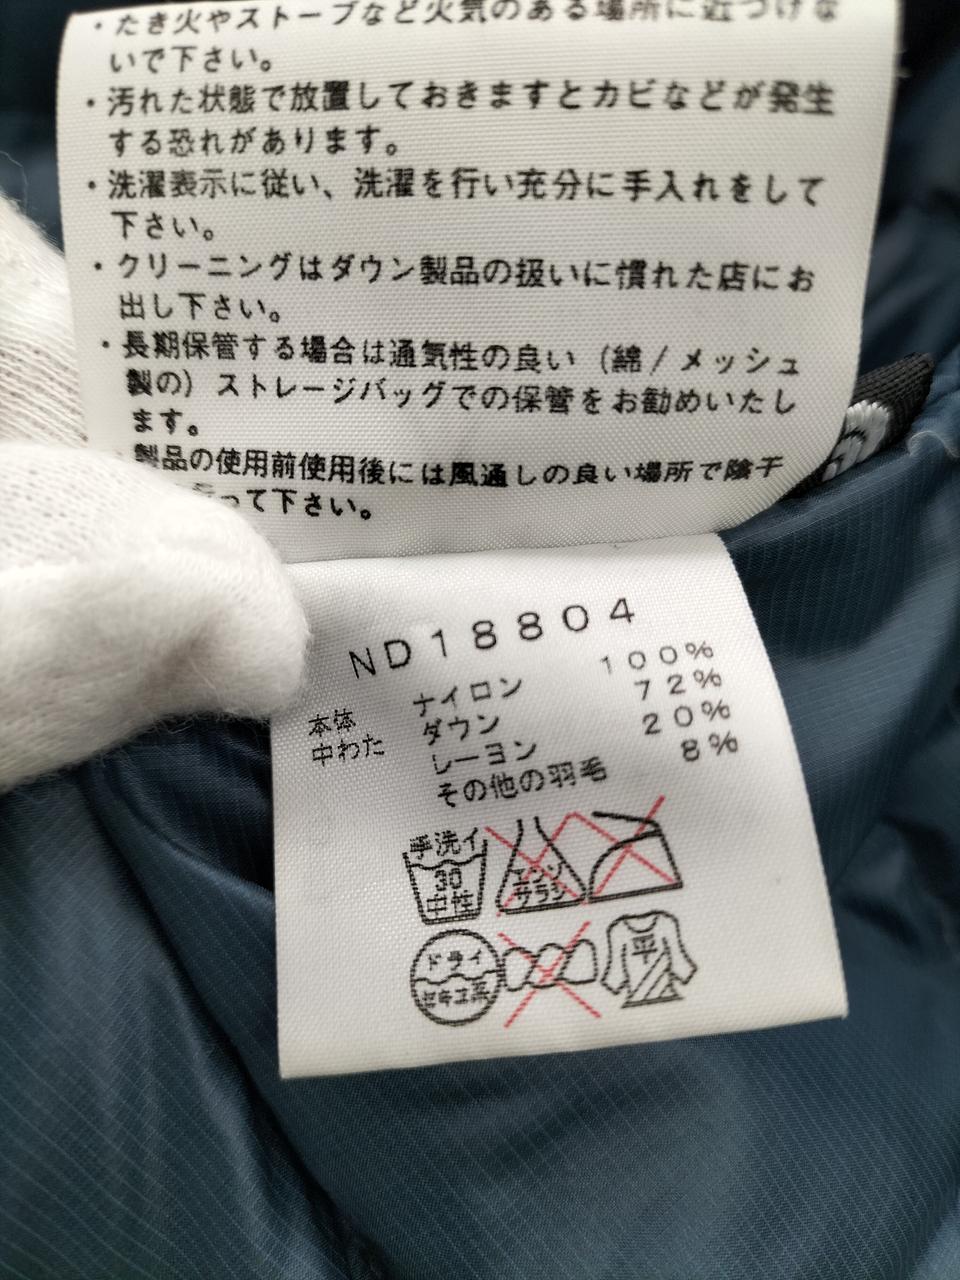 ・たき火やストーブなど火気のある場所に近づけな
いで下さい。
・汚れた状態で放置しておきますとカビなどが発生
する恐れがあります。
・洗濯表示に従い、洗濯を行い充分に手入れをして
下さい。
・クリーニングはダウン製品の扱いに慣れた店にお
出し下さい。
・長期保管する場合は通気性の良い（綿/メッシュ
製の）ストレージバッグでの保管をお勧めいたし
ます。
製品の使用前使用後には風通しの良い場所で陰干
って下さい。
ND18804
本体 ナイロン 100%
中わた ダウン 72%
レーヨン 20%
その他の羽毛 8%
手洗イ
30
中性
エンソ
サラシ
ドライ
セキユ系
平